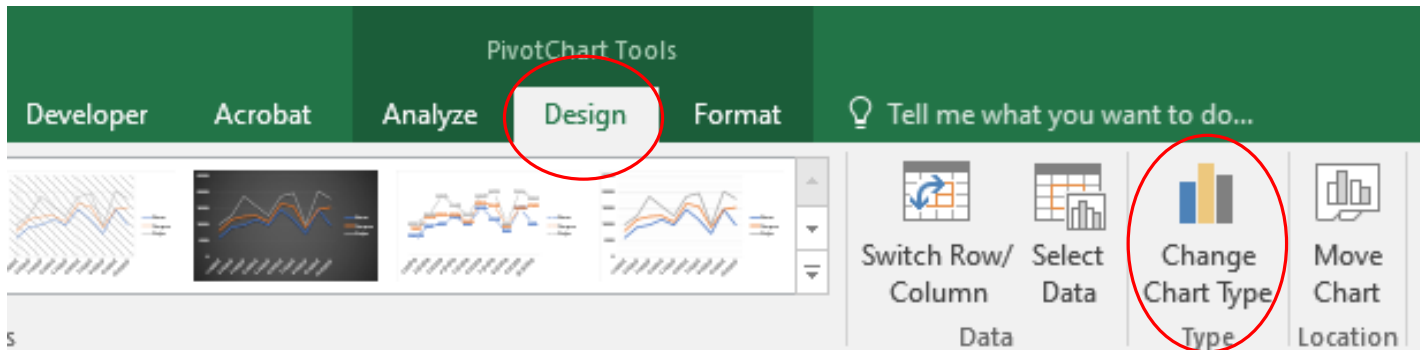 PivotChart Tools
Developer Acrobat Analyze Design Format Tell me what you want to do...
Switch Row/ Select Change Move
Column Data Chart Type Chart
s Data Type Location